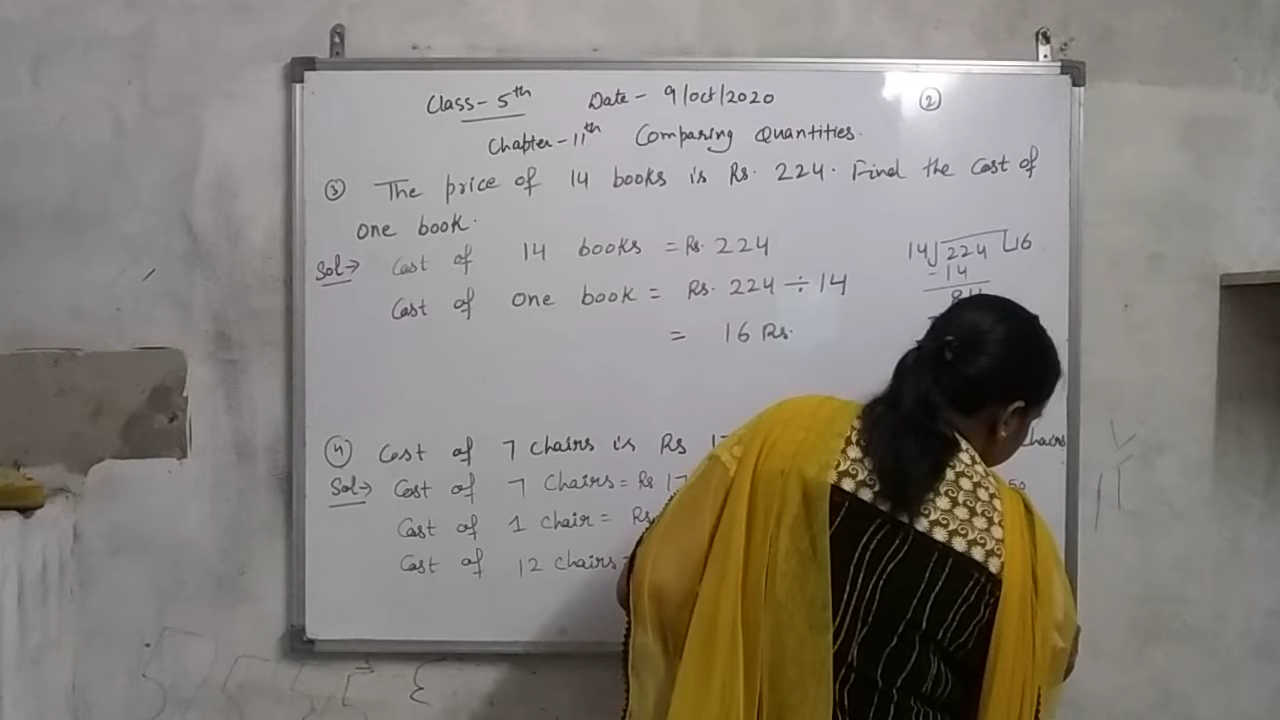 Class- 5th Date- 9/oct/2020 2
Chapter-11th Comparing Quantities.
3 The price of 14 books is Rs. 224. Find the cost of
one book.
Sol→ Cost of 14 books = Rs. 224
Cost of one book = Rs. 224 ÷ 14
= 16 Rs.
14 224 16
-14
84
4 Cost of 7 chairs is Rs chairs
Sol→ Cost of 7 Chairs = Rs 50
Cost of 1 chair = Rs
Cost of 12 chairs =